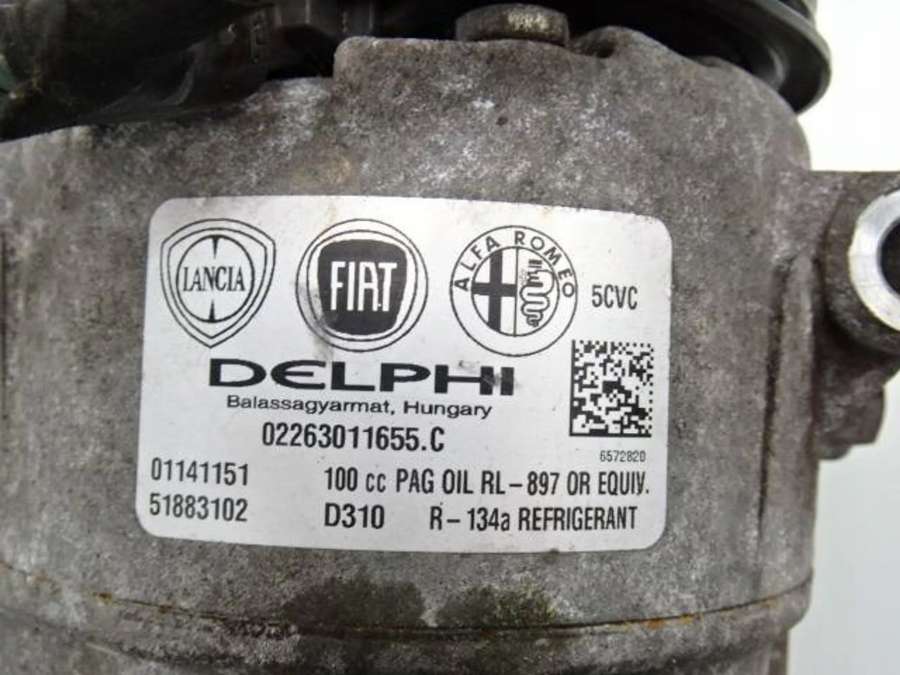 LANCIA
FIAT
ALFA ROMEO
5CVC
DELPHI
Balassagyarmat, Hungary
02263011655.C
6572820
01141151 100 cc PAG OIL RL-897 OR EQUIV.
51883102 D310 R-134a REFRIGERANT